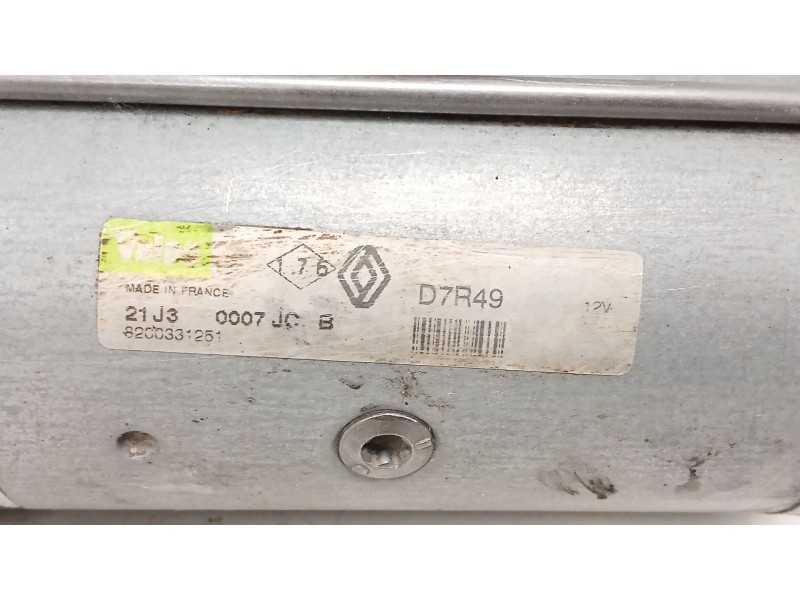 Valeo
1.76
MADE IN FRANCE
D7R49
12V
21J3 0007 JC B
8200331251